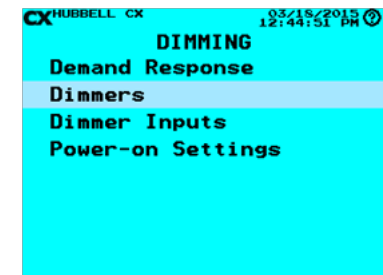 CX HUBBELL CX 03/18/2015
12:44:51 PM ?
DIMMING
Demand Response
Dimmers
Dimmer Inputs
Power-on Settings